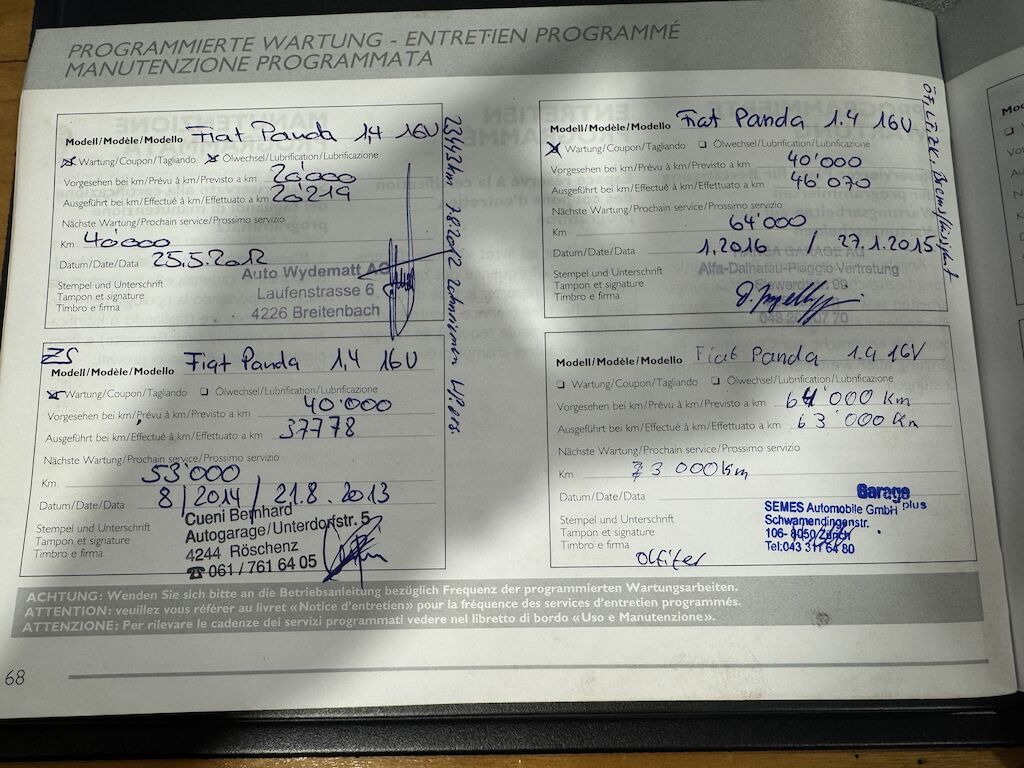 PROGRAMMIERTE WARTUNG - ENTRETIEN PROGRAMMÉ
MANUTENZIONE PROGRAMMATA
Modell/Modèle/Modello Fiat Panda 1,4 16V
Wartung/Coupon/Tagliando Ölwechsel/Lubrification/Lubrificazione
Vorgesehen bei km/Prévu à km/Previsto a km 20'000
Ausgeführt bei km/Effectué à km/Effettuato a km 20'219
Nächste Wartung/Prochain service/Prossimo servizio
Km 40'000
Datum/Date/Data 25.5.2012
Stempel und Unterschrift
Tampon et signature
Timbro e firma
Auto Wydematt AG
Laufenstrasse 6
4226 Breitenbach
23443km 7.8.2012 Zahnriemen
ZS
Modell/Modèle/Modello Fiat Panda 1,4 16V
Wartung/Coupon/Tagliando Ölwechsel/Lubrification/Lubrificazione
Vorgesehen bei km/Prévu à km/Previsto a km 40'000
Ausgeführt bei km/Effectué à km/Effettuato a km 37778
Nächste Wartung/Prochain service/Prossimo servizio
Km 53'000
Datum/Date/Data 8/2014/21.8.2013
Stempel und Unterschrift
Tampon et signature
Timbro e firma
Cueni Bernhard
Autogarage/Unterdorfstr. 5
4244 Röschenz
☎ 061/761 64 05
Modell/Modèle/Modello Fiat Panda 1.4 16V
Wartung/Coupon/Tagliando Ölwechsel/Lubrification/Lubrificazione
Vorgesehen bei km/Prévu à km/Previsto a km 40'000
Ausgeführt bei km/Effectué à km/Effettuato a km 46'070
Nächste Wartung/Prochain service/Prossimo servizio
Km 64'000
Datum/Date/Data 1.2016 / 27.1.2015
Stempel und Unterschrift
Tampon et signature
Timbro e firma
GARAGE AG
Alfa-Dalhatau-Piaggio Vertretung
Modell/Modèle/Modello Fiat Panda 1.4 16V
Wartung/Coupon/Tagliando Ölwechsel/Lubrification/Lubrificazione
Vorgesehen bei km/Prévu à km/Previsto a km 64'000 Km
Ausgeführt bei km/Effectué à km/Effettuato a km 63'000 Km
Nächste Wartung/Prochain service/Prossimo servizio
Km 73 000 km
Datum/Date/Data
Stempel und Unterschrift
Tampon et signature
Timbro e firma
Ölfilter
Garage plus
SEMES Automobile GmbH
Schwamendingenstr.
106- 8050 Zürich
Tel:043 311 64 80
ACHTUNG: Wenden Sie sich bitte an die Betriebsanleitung bezüglich Frequenz der programmierten Wartungsarbeiten.
ATTENTION: veuillez vous référer au livret «Notice d'entretien» pour la fréquence des services d'entretien programmés.
ATTENZIONE: Per rilevare le cadenze dei servizi programmati vedere nel libretto di bordo «Uso e Manutenzione».
68